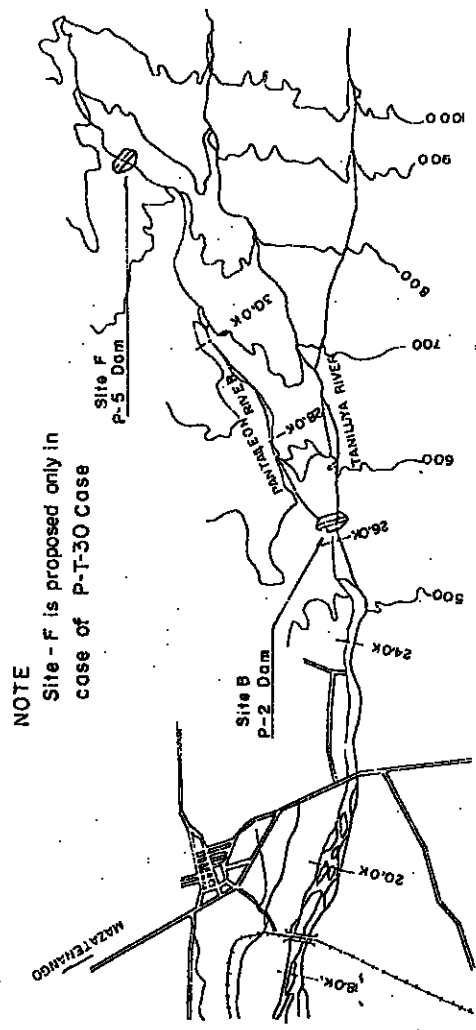 NOTE
Site-F is proposed only in
case of P-T-30 Case
Site F
P-5 Dam
Site B
P-2 Dam
MAZATENANGO
PANTALEON RIVER
TANILUYA RIVER
18.0K
20.0K
24.0K
26.0K
28.0K
30.0K
500
600
700
800
900
1000